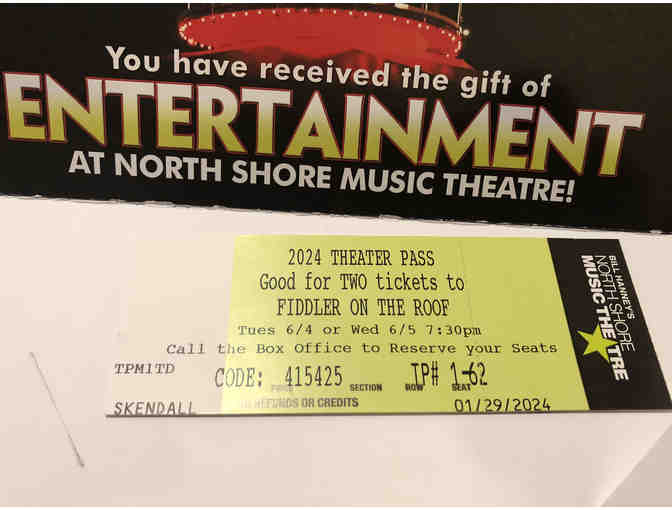 You have received the gift of
ENTERTAINMENT
AT NORTH SHORE MUSIC THEATRE!
2024 THEATER PASS
Good for TWO tickets to
FIDDLER ON THE ROOF
Tues 6/4 or Wed 6/5 7:30pm
Call the Box Office to Reserve your Seats
TPM1TD
CODE: 415425
TP# 1-62
PRICE SECTION ROW SEAT
SKENDALL
NO REFUNDS OR CREDITS
01/29/2024
BILL HANNEY'S
NORTH SHORE
MUSIC THEATRE